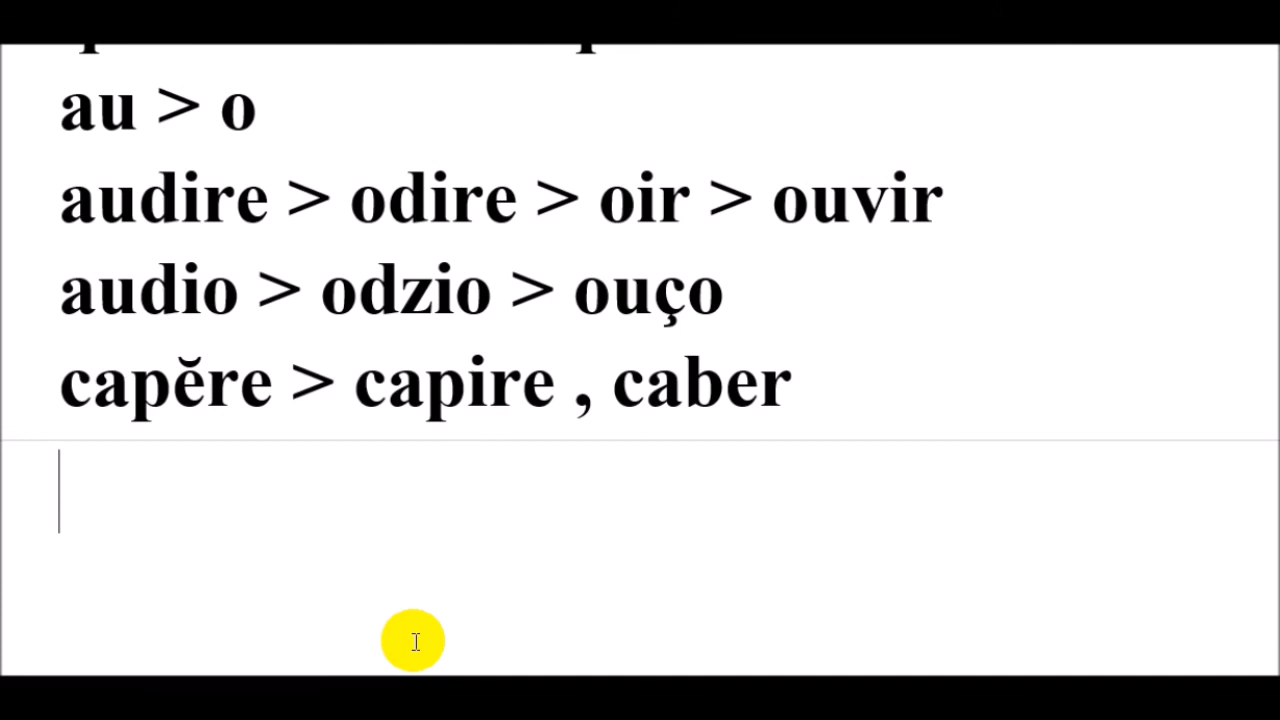 au > o
audire > odire > oir > ouvir
audio > odzio > ouço
capĕre > capire , caber